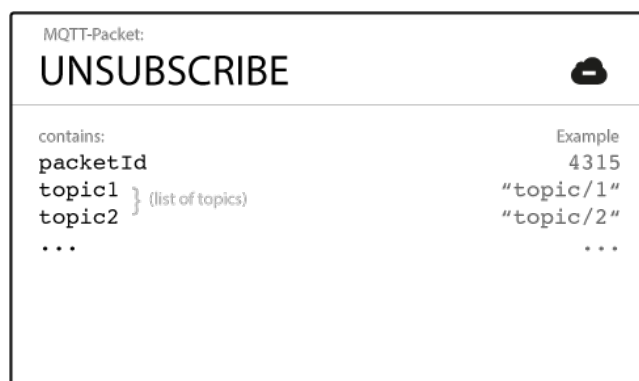 MQTT-Packet:
UNSUBSCRIBE
contains: Example
packetId 4315
topic1 } (list of topics) “topic/1“
topic2 “topic/2“
... ...